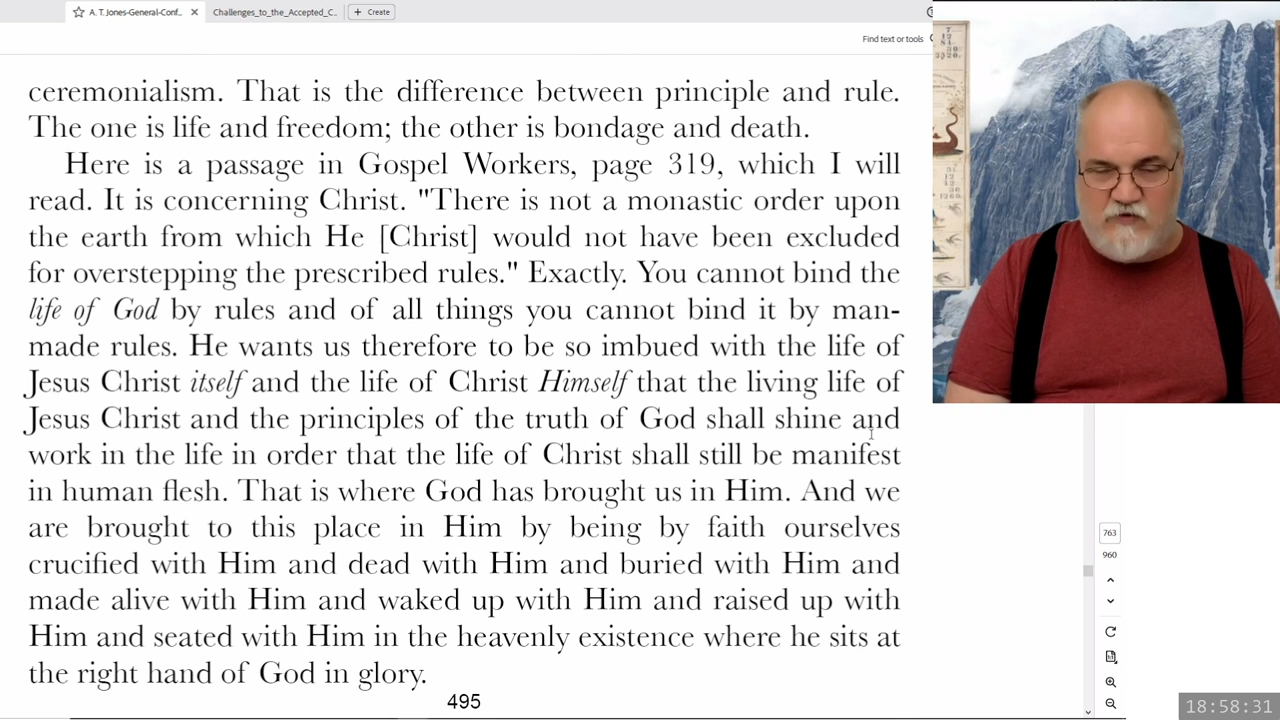 A. T. Jones-General-Conf...
Challenges_to_the_Accepted_C...
+ Create
Find text or tools
ceremonialism. That is the difference between principle and rule.
The one is life and freedom; the other is bondage and death.
Here is a passage in Gospel Workers, page 319, which I will
read. It is concerning Christ. "There is not a monastic order upon
the earth from which He [Christ] would not have been excluded
for overstepping the prescribed rules." Exactly. You cannot bind the
life of God by rules and of all things you cannot bind it by man-
made rules. He wants us therefore to be so imbued with the life of
Jesus Christ itself and the life of Christ Himself that the living life of
Jesus Christ and the principles of the truth of God shall shine and
work in the life in order that the life of Christ shall still be manifest
in human flesh. That is where God has brought us in Him. And we
are brought to this place in Him by being by faith ourselves
crucified with Him and dead with Him and buried with Him and
made alive with Him and waked up with Him and raised up with
Him and seated with Him in the heavenly existence where he sits at
the right hand of God in glory.
495
763
960
18:58:31